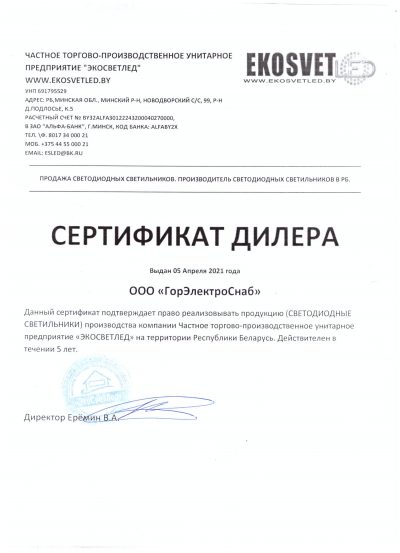 ЧАСТНОЕ ТОРГОВО-ПРОИЗВОДСТВЕННОЕ УНИТАРНОЕ
ПРЕДПРИЯТИЕ "ЭКОСВЕТЛЕД"
WWW.EKOSVETLED.BY
УНП 691795529
АДРЕС: РБ,МИНСКАЯ ОБЛ., МИНСКИЙ Р-Н, НОВОДВОРСКИЙ С/С, 99, Р-Н
Д.ПОДЛОСЬЕ, К.5
РАСЧЕТНЫЙ СЧЕТ № BY32ALFA30122243200040270000,
В ЗАО "АЛЬФА-БАНК", Г.МИНСК, КОД БАНКА: ALFABY2X
ТЕЛ. \Ф. 8017 34 000 21
МОБ. +375 44 55 000 21
EMAIL: ESLED@BK.RU
EKOSVET LED
WWW.EKOSVETLED.BY
ПРОДАЖА СВЕТОДИОДНЫХ СВЕТИЛЬНИКОВ. ПРОИЗВОДИТЕЛЬ СВЕТОДИОДНЫХ СВЕТИЛЬНИКОВ В РБ.
СЕРТИФИКАТ ДИЛЕРА
Выдан 05 Апреля 2021 года
ООО «ГорЭлектроСнаб»
Данный сертификат подтверждает право реализовывать продукцию (СВЕТОДИОДНЫЕ
СВЕТИЛЬНИКИ) производства компании Частное торгово-производственное унитарное
предприятие «ЭКОСВЕТЛЕД» на территории Республики Беларусь. Действителен в
течении 5 лет.
Директор Ерёмин В.А.